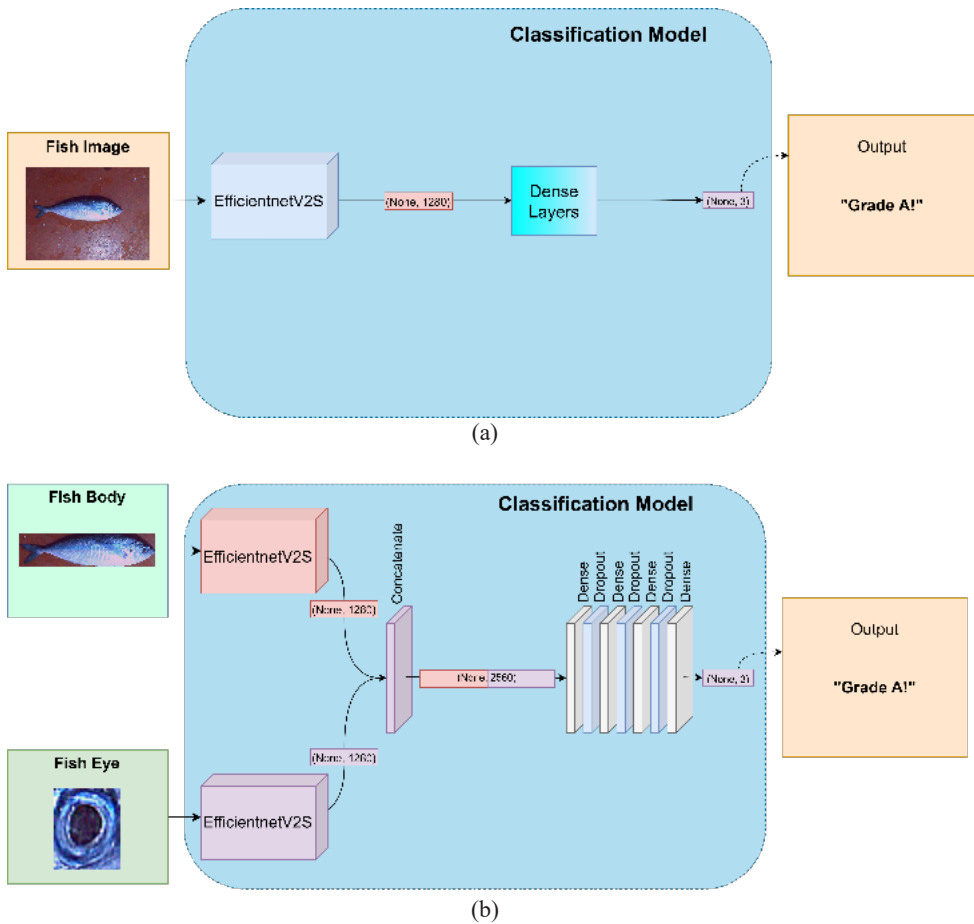 Classification Model
Fish Image
EfficientnetV2S
(None, 1280)
Dense
Layers
(None, 3)
Output
"Grade A!"
(a)
Fish Body
Classification Model
EfficientnetV2S
(None, 1280)
Concatenate
(None, 2560)
Dense
Dropout
Dense
Dropout
Dense
Dropout
Dense
(None, 3)
Output
"Grade A!"
(None, 1280)
Fish Eye
EfficientnetV2S
(b)